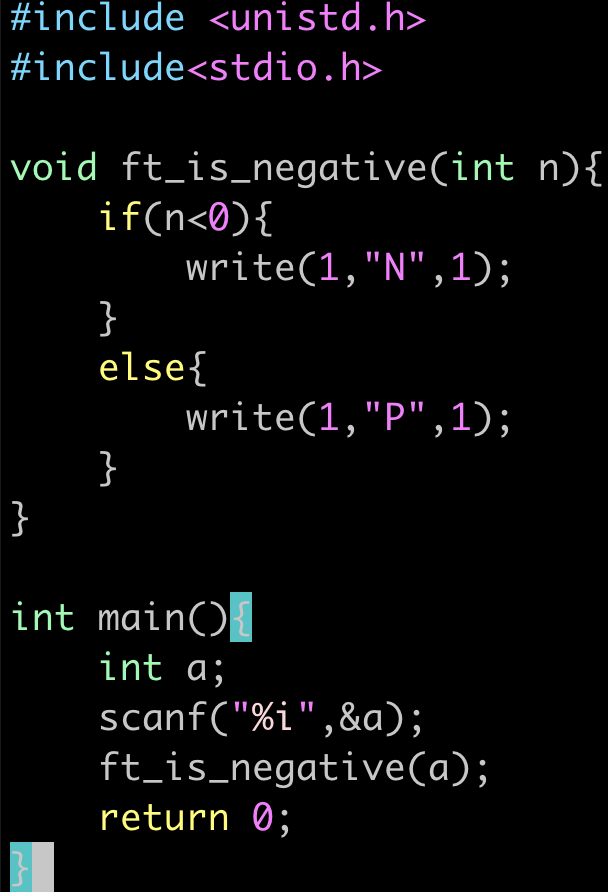 #include <unistd.h>
#include<stdio.h>

void ft_is_negative(int n){
    if(n<0){
        write(1,"N",1);
    }
    else{
        write(1,"P",1);
    }
}

int main(){
    int a;
    scanf("%i",&a);
    ft_is_negative(a);
    return 0;
}